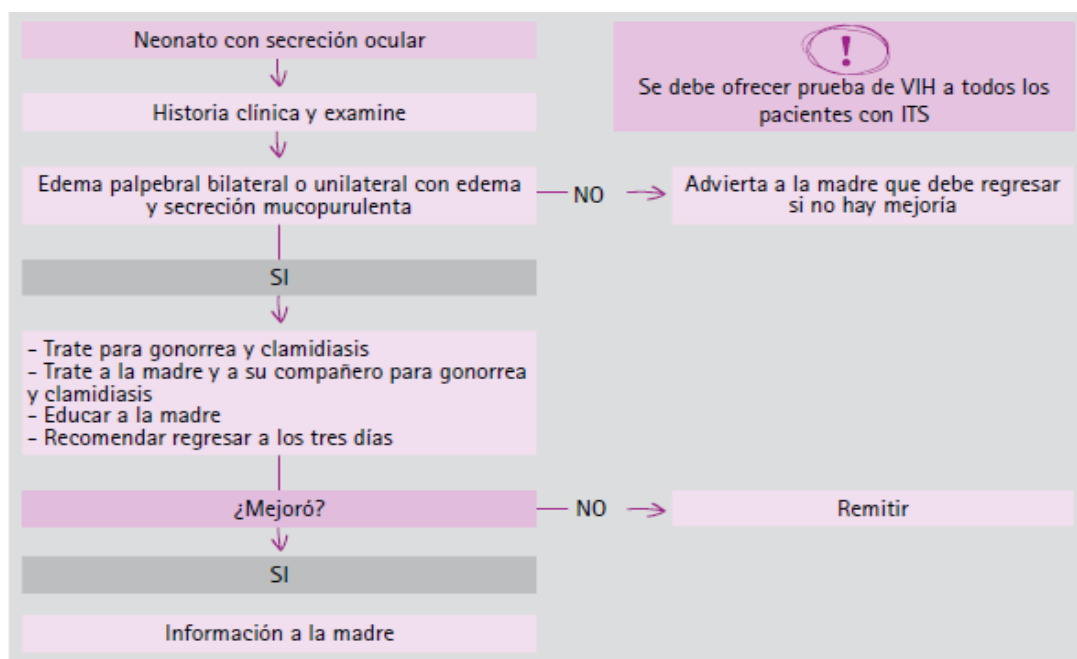 Neonato con secreción ocular
!
Se debe ofrecer prueba de VIH a todos los
pacientes con ITS
Historia clínica y examine
Edema palpebral bilateral o unilateral con edema
y secreción mucopurulenta
NO
Advierta a la madre que debe regresar
si no hay mejoría
SI
- Trate para gonorrea y clamidiasis
- Trate a la madre y a su compañero para gonorrea
y clamidiasis
- Educar a la madre
- Recomendar regresar a los tres días
¿Mejoró?
NO
Remitir
SI
Información a la madre